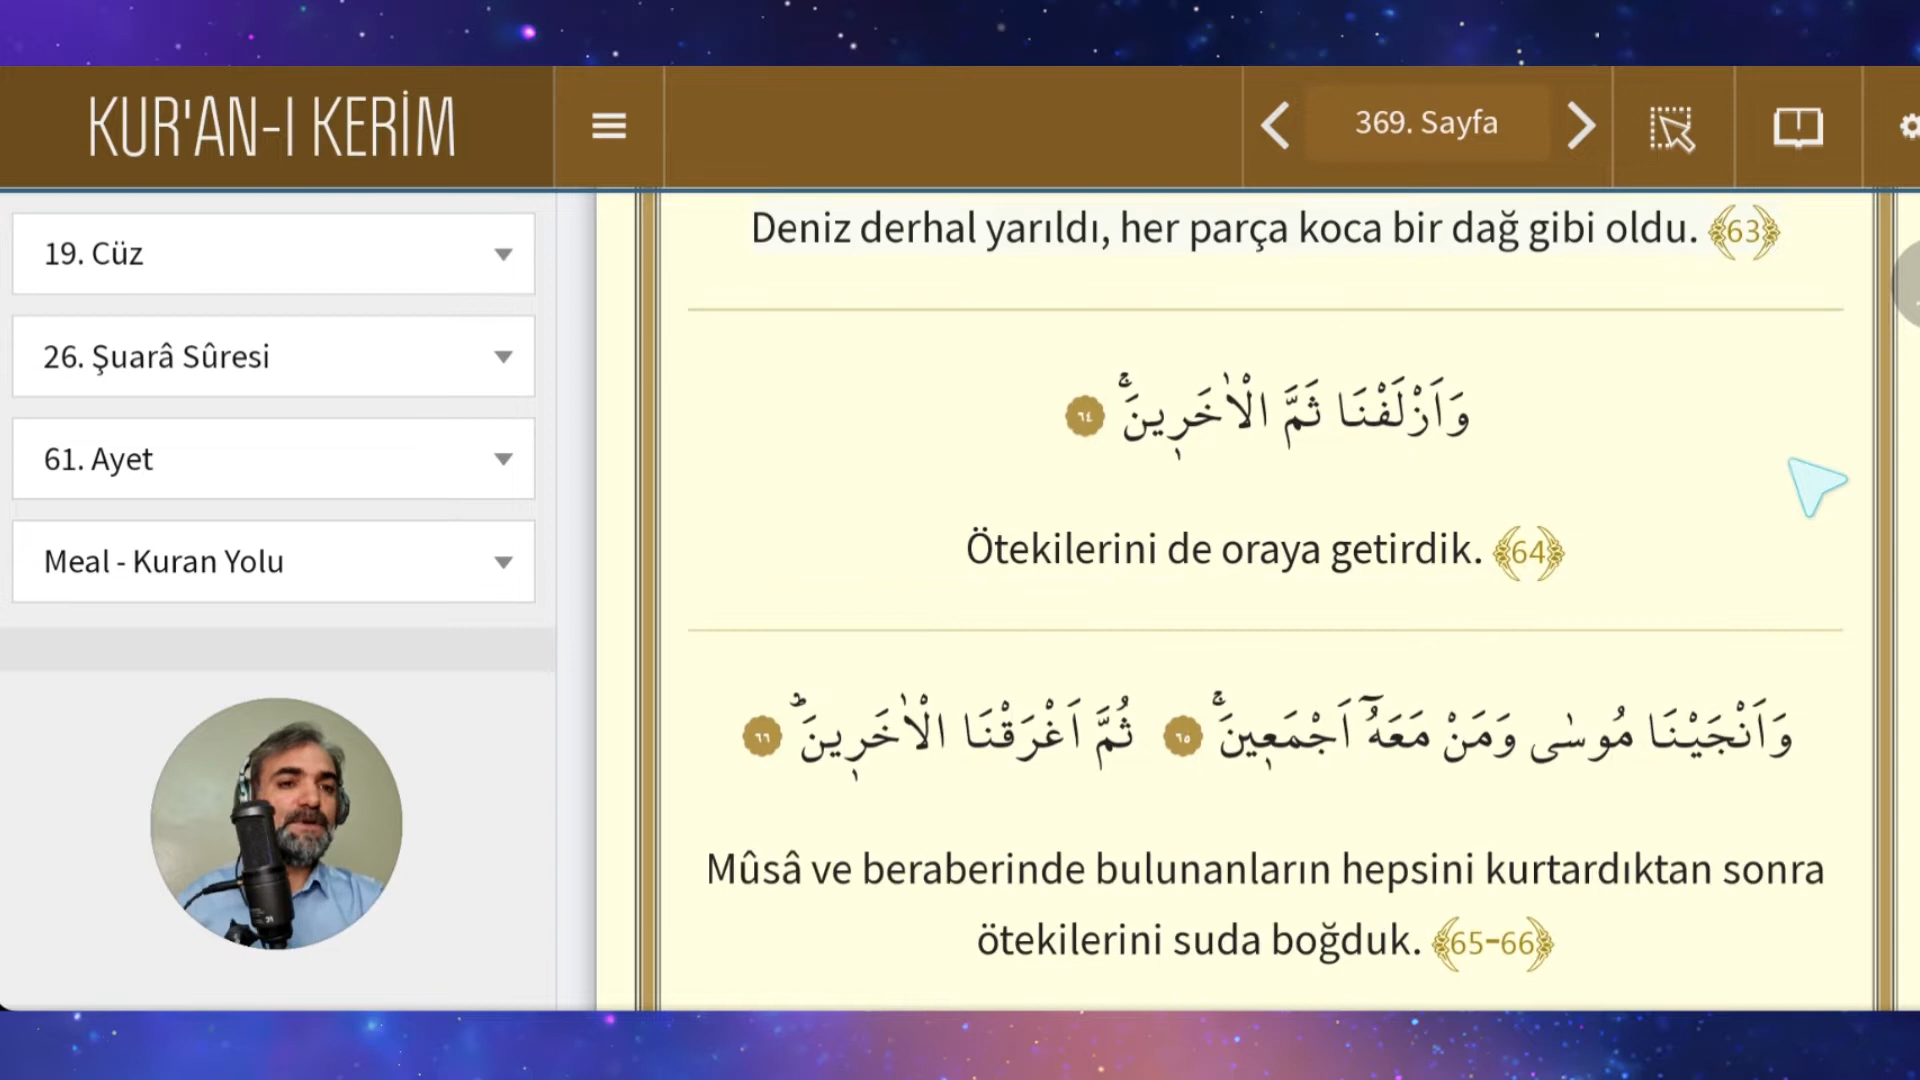 KUR'AN-I KERİM
369. Sayfa
19. Cüz
26. Şuarâ Sûresi
61. Ayet
Meal - Kuran Yolu
Deniz derhal yarıldı, her parça koca bir dağ gibi oldu. ﴾63﴿
وَاَزْلَفْنَا ثَمَّ الْاٰخَر۪ينَۚ ٦٤
Ötekilerini de oraya getirdik. ﴾64﴿
وَاَنْجَيْنَا مُوسٰى وَمَنْ مَعَهُٓ اَجْمَع۪ينَۚ ٦٥ ثُمَّ اَغْرَقْنَا الْاٰخَر۪ينَۜ ٦٦
Mûsâ ve beraberinde bulunanların hepsini kurtardıktan sonra
ötekilerini suda boğduk. ﴾65-66﴿